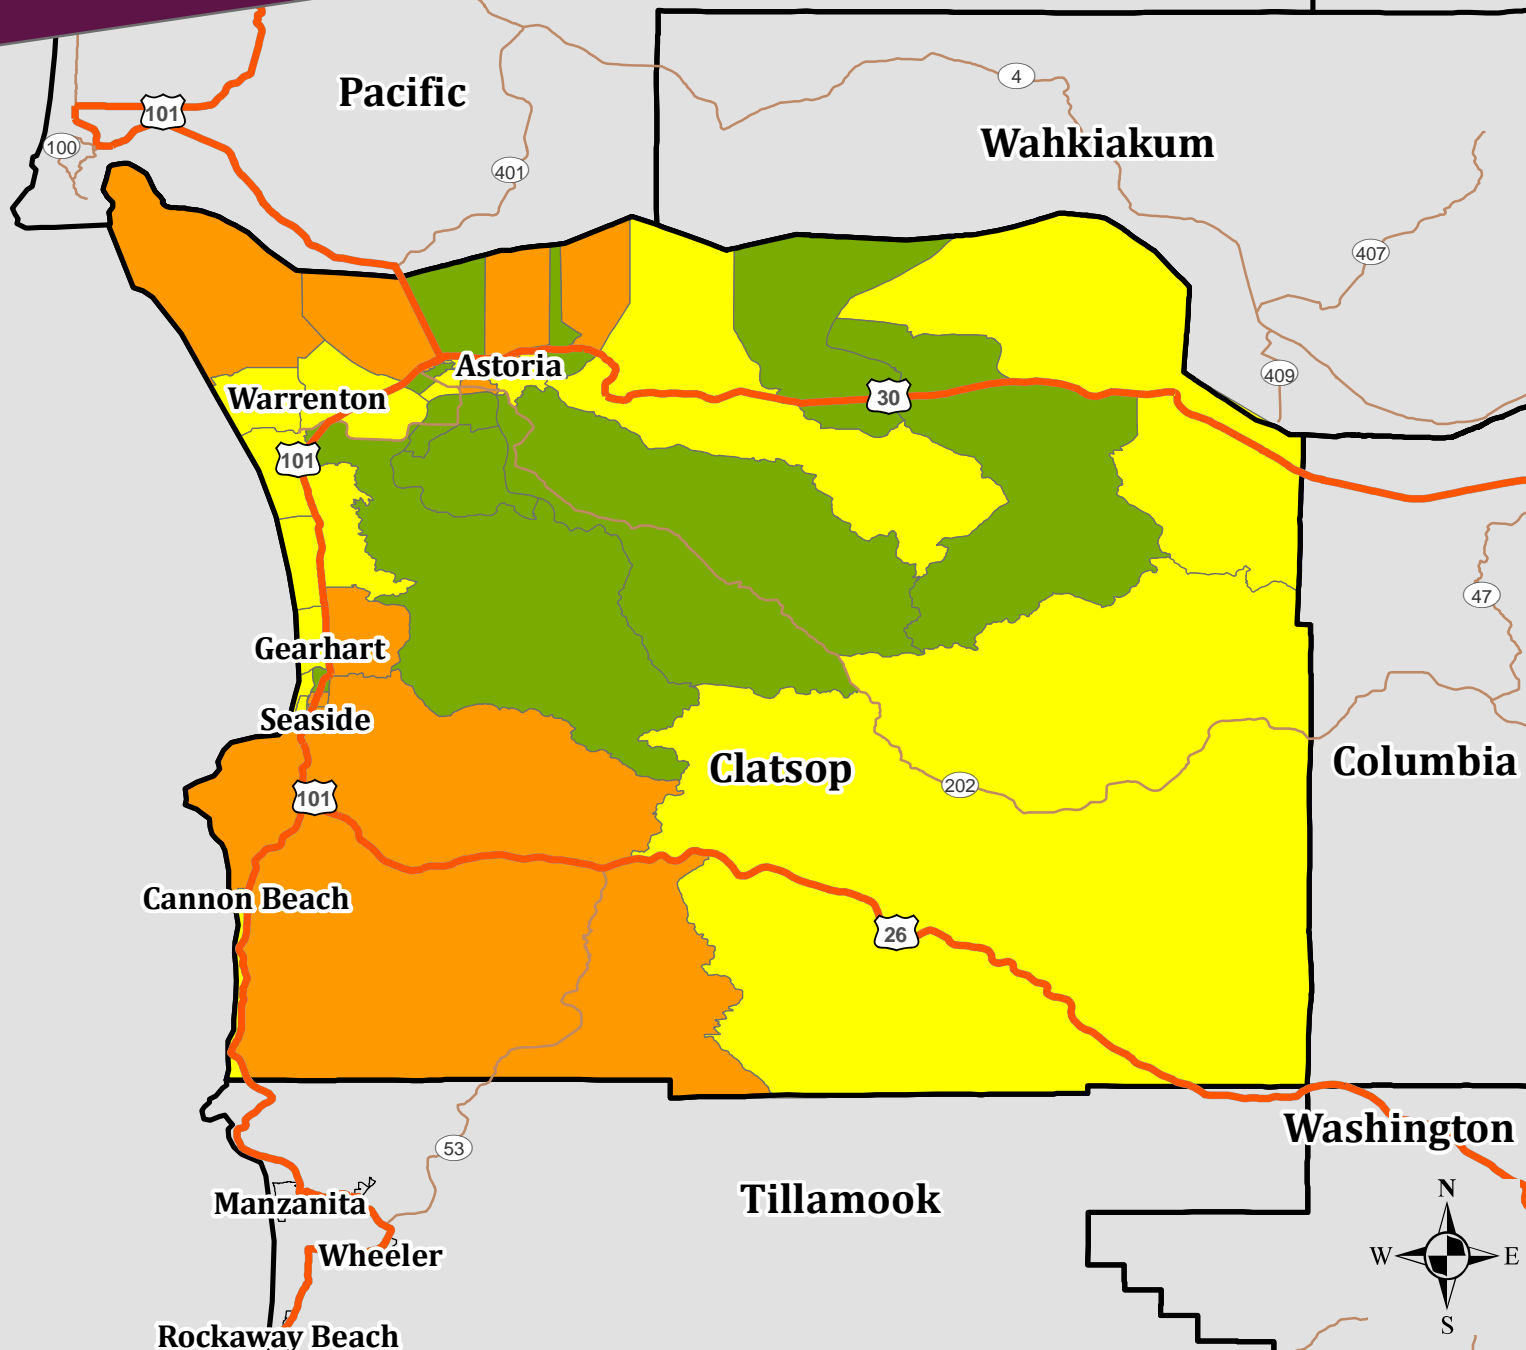 Pacific
4
101
Wahkiakum
100
401
407
Astoria
409
Warrenton
30
101
47
Gearhart
Seaside
Clatsop
Columbia
202
101
Cannon Beach
26
Washington
53
N
Tillamook
Manzanita
W
E
Wheeler
S
Rockaway Beach